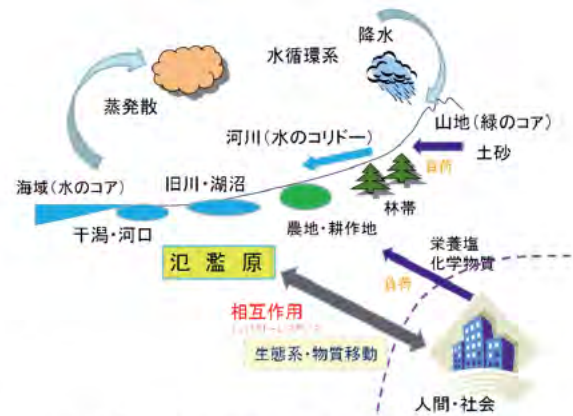 降水
水循環系
蒸発散
山地(緑のコア)
河川(水のコリドー)
土砂
負荷
海域(水のコア)
旧川・湖沼
林帯
干潟・河口
農地・耕作地
栄養塩
化学物質
氾濫原
負荷
相互作用
生態系・物質移動
人間・社会